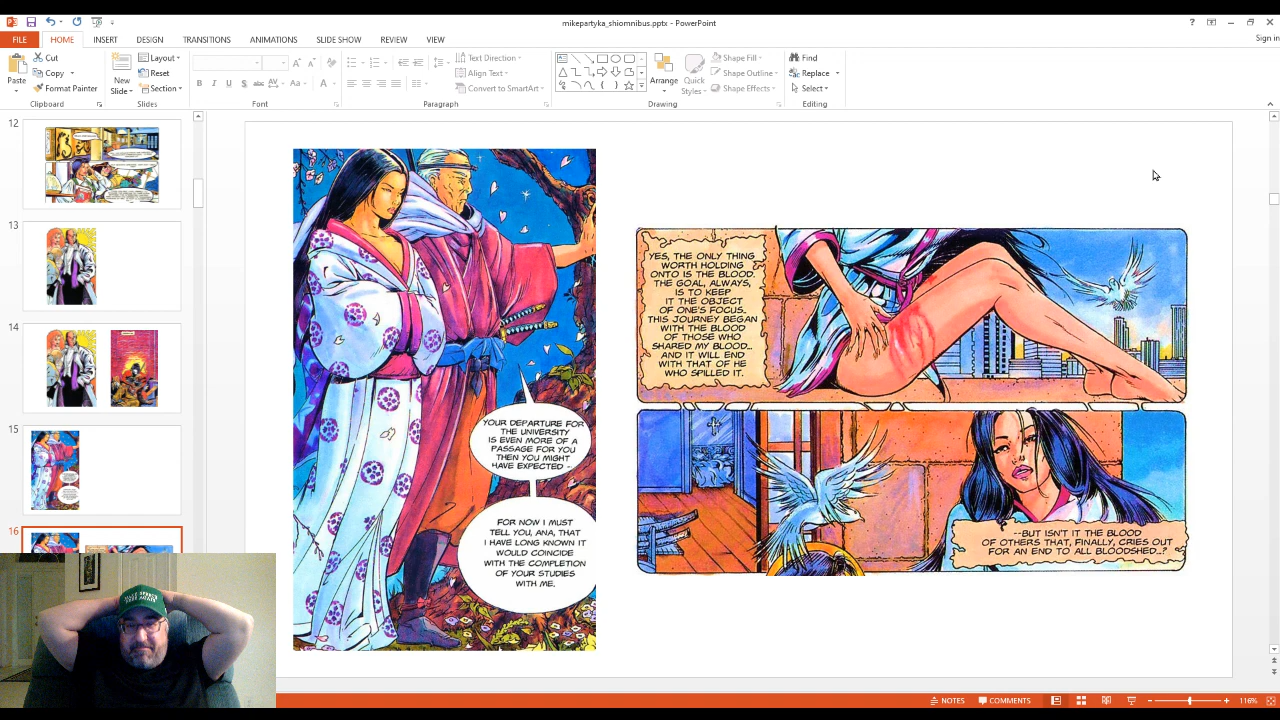 mikepartyka_shiomnibus.pptx - PowerPoint
Sign in
FILE HOME INSERT DESIGN TRANSITIONS ANIMATIONS SLIDE SHOW REVIEW VIEW
Paste
Cut
Copy
Format Painter
Clipboard
New
Slide
Layout
Reset
Section
Slides
B I U S abc AV Aa A
Font
Text Direction
Align Text
Convert to SmartArt
Paragraph
Arrange
Quick
Styles
Shape Fill
Shape Outline
Shape Effects
Drawing
Find
Replace
Select
Editing
12
13
14
15
16
YOUR DEPARTURE FOR
THE UNIVERSITY
IS EVEN MORE OF A
PASSAGE FOR YOU
THEN YOU MIGHT
HAVE EXPECTED -
FOR NOW I MUST
TELL YOU, ANA, THAT
I HAVE LONG KNOWN IT
WOULD COINCIDE
WITH THE COMPLETION
OF YOUR STUDIES
WITH ME.
YES, THE ONLY THING
WORTH HOLDING
ONTO IS THE BLOOD.
THE GOAL, ALWAYS,
IS TO KEEP
IT THE OBJECT
OF ONE'S FOCUS.
THIS JOURNEY BEGAN
WITH THE BLOOD
OF THOSE WHO
SHARED MY BLOOD...
AND IT WILL END
WITH THAT OF HE
WHO SPILLED IT.
--BUT ISN'T IT THE BLOOD
OF OTHERS THAT, FINALLY, CRIES OUT
FOR AN END TO ALL BLOODSHED...?
MAKE SPEECH
FREE AGAIN
NOTES COMMENTS 116%